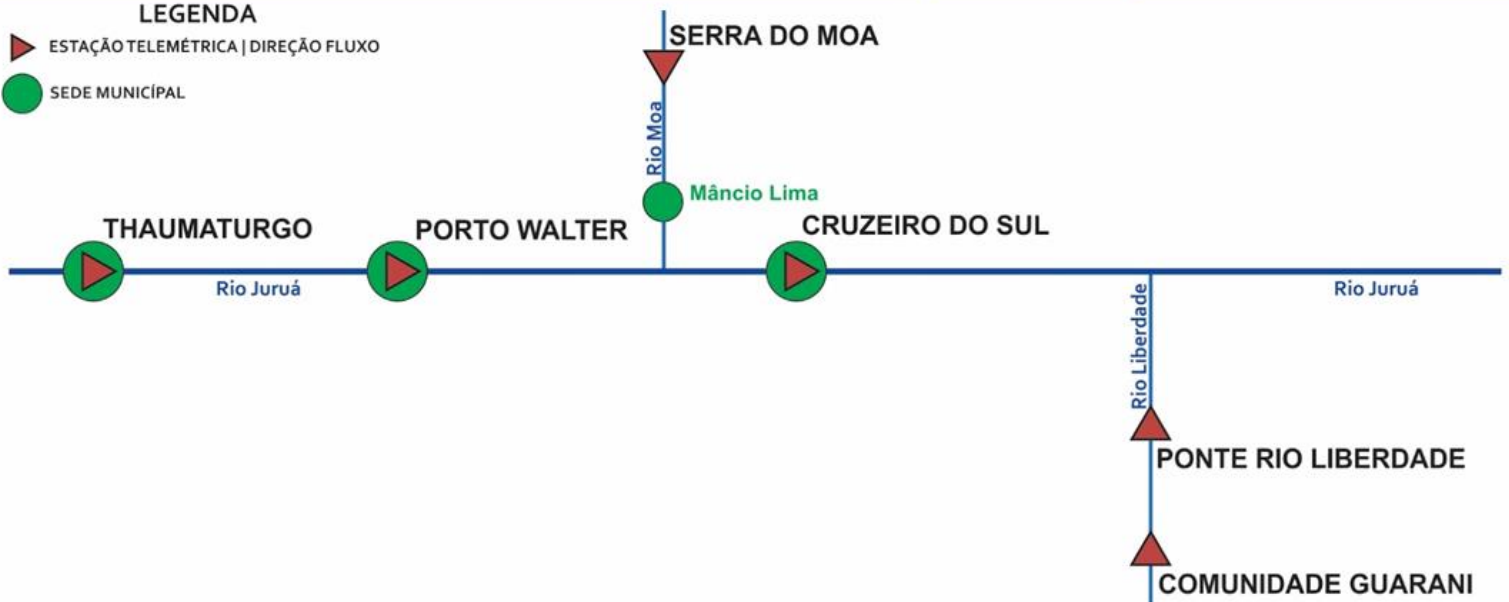 LEGENDA
ESTAÇÃO TELEMÉTRICA | DIREÇÃO FLUXO
SEDE MUNICÍPAL
SERRA DO MOA
Rio Moa
Mâncio Lima
THAUMATURGO
PORTO WALTER
CRUZEIRO DO SUL
Rio Juruá
Rio Juruá
Rio Liberdade
PONTE RIO LIBERDADE
COMUNIDADE GUARANI